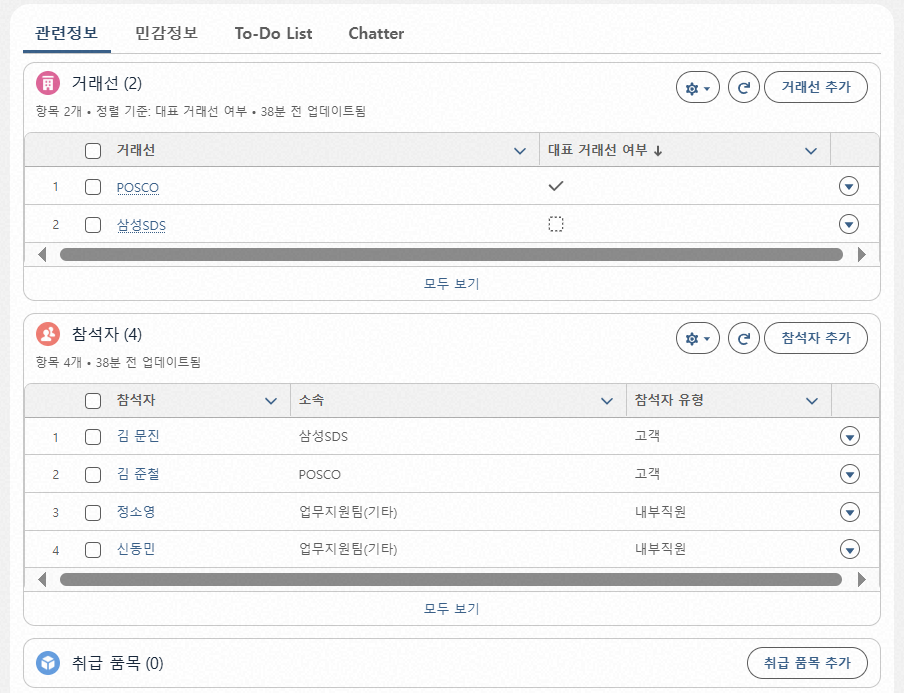 관련정보 민감정보 To-Do List Chatter
거래선 (2) 거래선 추가
항목 2개 • 정렬 기준: 대표 거래선 여부 • 38분 전 업데이트됨
거래선 대표 거래선 여부
1 POSCO
2 삼성SDS
모두 보기
참석자 (4) 참석자 추가
항목 4개 • 38분 전 업데이트됨
참석자 소속 참석자 유형
1 김 문진 삼성SDS 고객
2 김 준철 POSCO 고객
3 정소영 업무지원팀(기타) 내부직원
4 신동민 업무지원팀(기타) 내부직원
모두 보기
취급 품목 (0) 취급 품목 추가